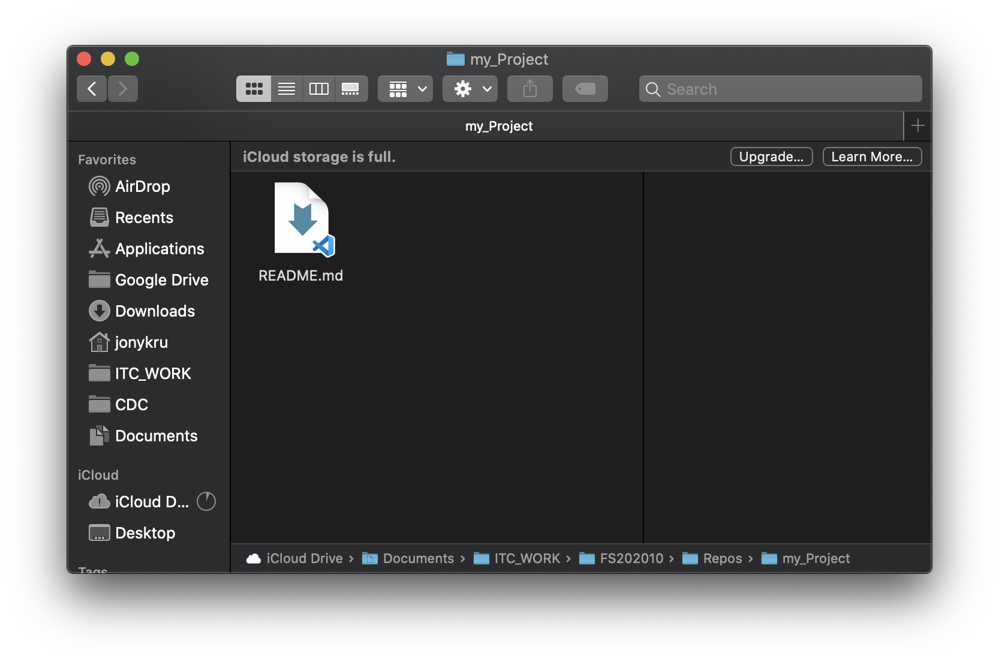 my_Project
Search
my_Project
Favorites
AirDrop
Recents
Applications
Google Drive
Downloads
jonykru
ITC_WORK
CDC
Documents
iCloud
iCloud D...
Desktop
Tags
iCloud storage is full.
Upgrade...
Learn More...
README.md
iCloud Drive › Documents › ITC_WORK › FS202010 › Repos › my_Project